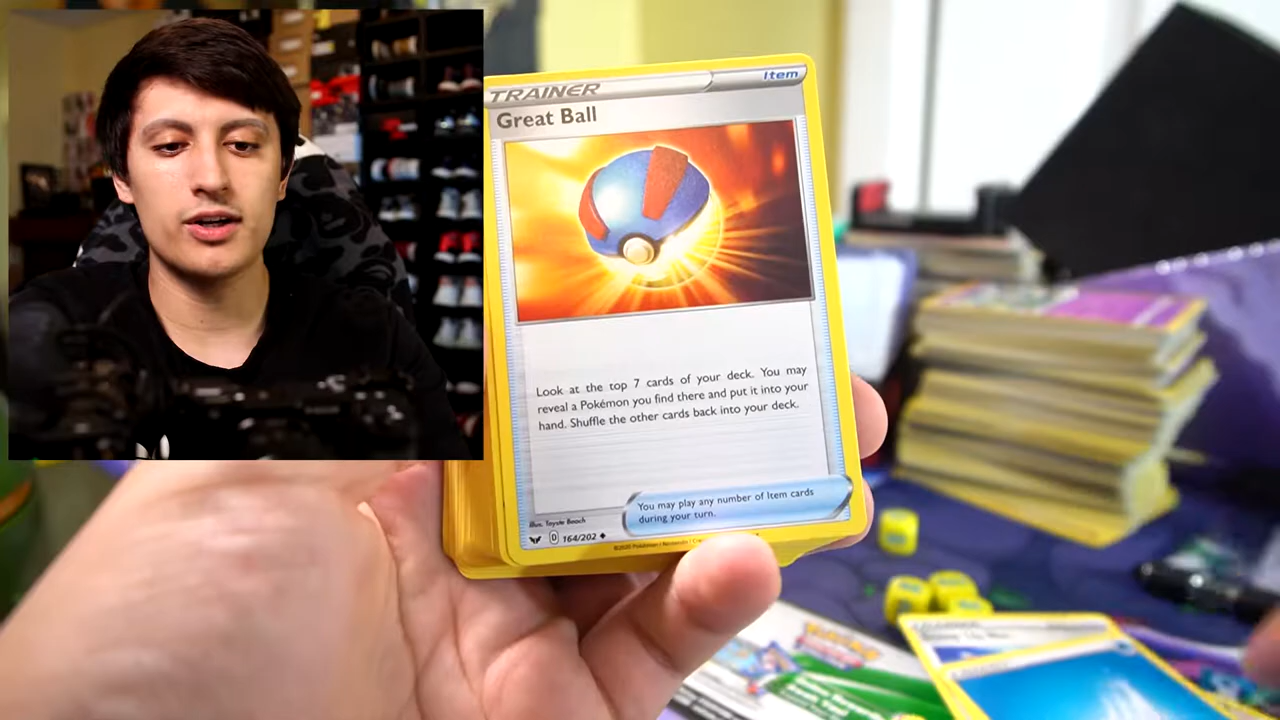 TRAINER
Item
Great Ball
Look at the top 7 cards of your deck. You may
reveal a Pokémon you find there and put it into your
hand. Shuffle the other cards back into your deck.
You may play any number of Item cards
during your turn.
Illus. Toyste Beach
D 164/202